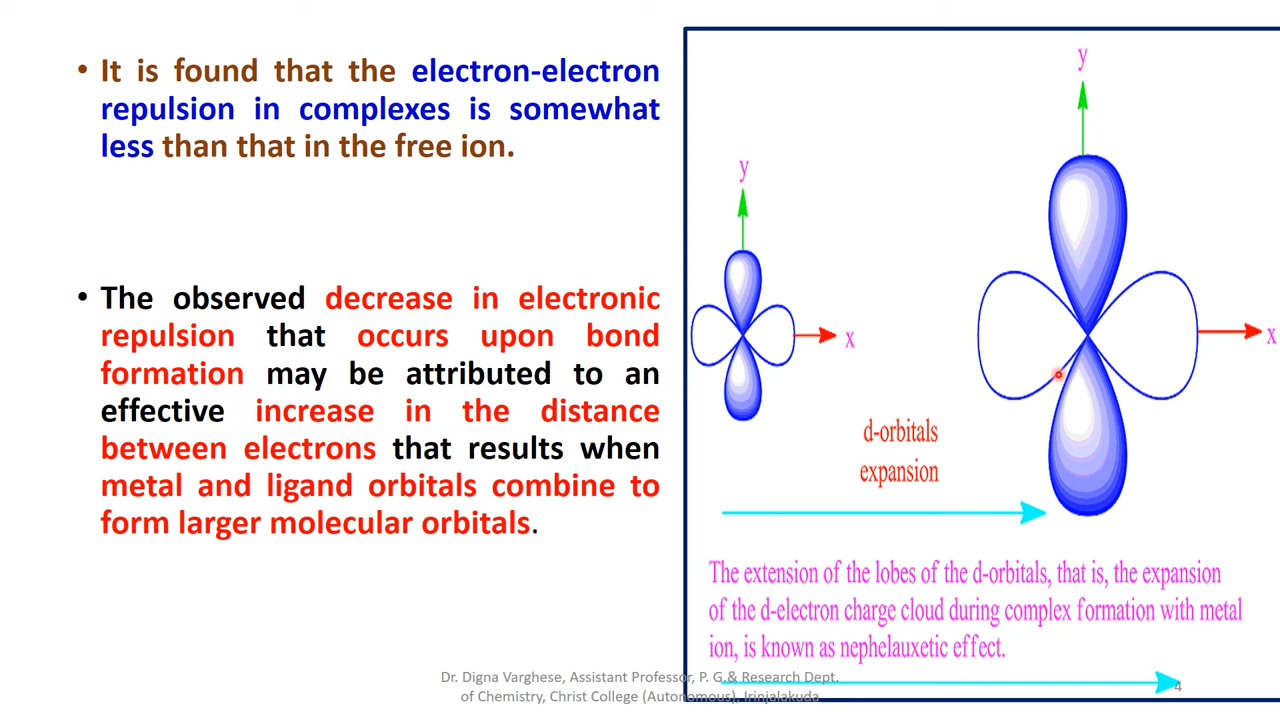 • It is found that the electron-electron
repulsion in complexes is somewhat
less than that in the free ion.
• The observed decrease in electronic
repulsion that occurs upon bond
formation may be attributed to an
effective increase in the distance
between electrons that results when
metal and ligand orbitals combine to
form larger molecular orbitals.
y
x
y
x
d-orbitals
expansion
The extension of the lobes of the d-orbitals, that is, the expansion
of the d-electron charge cloud during complex formation with metal
ion, is known as nephelauxetic effect.
Dr. Digna Varghese, Assistant Professor, P. G.& Research Dept.
of Chemistry, Christ College (Autonomous), Irinjalakuda
4